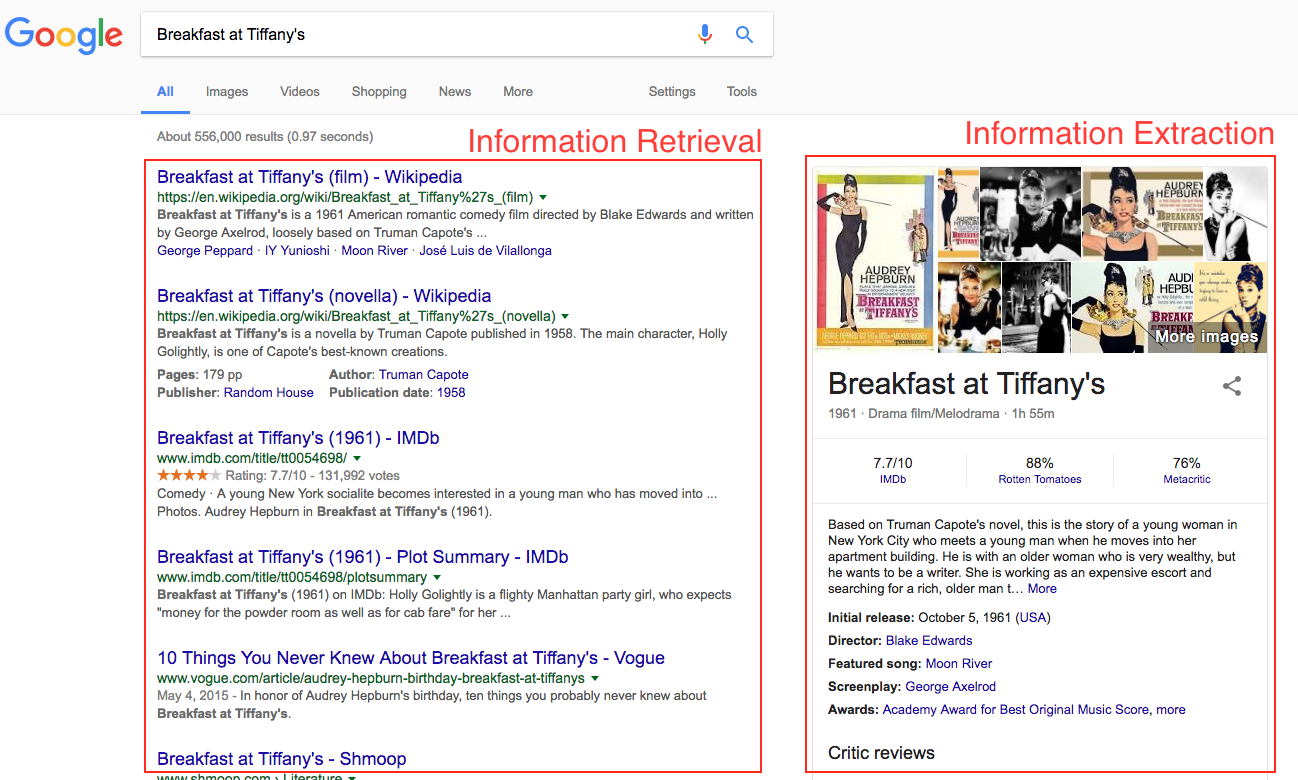 Google
Breakfast at Tiffany's
All Images Videos Shopping News More Settings Tools
About 556,000 results (0.97 seconds)
Information Retrieval
Breakfast at Tiffany's (film) - Wikipedia
https://en.wikipedia.org/wiki/Breakfast_at_Tiffany%27s_(film)
Breakfast at Tiffany's is a 1961 American romantic comedy film directed by Blake Edwards and written
by George Axelrod, loosely based on Truman Capote's ...
George Peppard · IY Yunioshi · Moon River · José Luis de Vilallonga
Breakfast at Tiffany's (novella) - Wikipedia
https://en.wikipedia.org/wiki/Breakfast_at_Tiffany%27s_(novella)
Breakfast at Tiffany's is a novella by Truman Capote published in 1958. The main character, Holly
Golightly, is one of Capote's best-known creations.
Pages: 179 pp Author: Truman Capote
Publisher: Random House Publication date: 1958
Breakfast at Tiffany's (1961) - IMDb
www.imdb.com/title/tt0054698/
Rating: 7.7/10 - 131,992 votes
Comedy · A young New York socialite becomes interested in a young man who has moved into ...
Photos. Audrey Hepburn in Breakfast at Tiffany's (1961).
Breakfast at Tiffany's (1961) - Plot Summary - IMDb
www.imdb.com/title/tt0054698/plotsummary
Breakfast at Tiffany's (1961) on IMDb: Holly Golightly is a flighty Manhattan party girl, who expects
"money for the powder room as well as for cab fare" for her ...
10 Things You Never Knew About Breakfast at Tiffany's - Vogue
www.vogue.com/article/audrey-hepburn-birthday-breakfast-at-tiffanys
May 4, 2015 - In honor of Audrey Hepburn's birthday, ten things you probably never knew about
Breakfast at Tiffany's.
Breakfast at Tiffany's - Shmoop
www.shmoop.com › Literature
Information Extraction
AUDREY
HEPBURN
BREAKFAST
AT TIFFANY'S
AUDREY
HEPBURN
BREAKFAST
TIFFANY'S
More images
Breakfast at Tiffany's
1961 · Drama film/Melodrama · 1h 55m
7.7/10 88% 76%
IMDb Rotten Tomatoes Metacritic
Based on Truman Capote's novel, this is the story of a young woman in
New York City who meets a young man when he moves into her
apartment building. He is with an older woman who is very wealthy, but
he wants to be a writer. She is working as an expensive escort and
searching for a rich, older man t… More
Initial release: October 5, 1961 (USA)
Director: Blake Edwards
Featured song: Moon River
Screenplay: George Axelrod
Awards: Academy Award for Best Original Music Score, more
Critic reviews